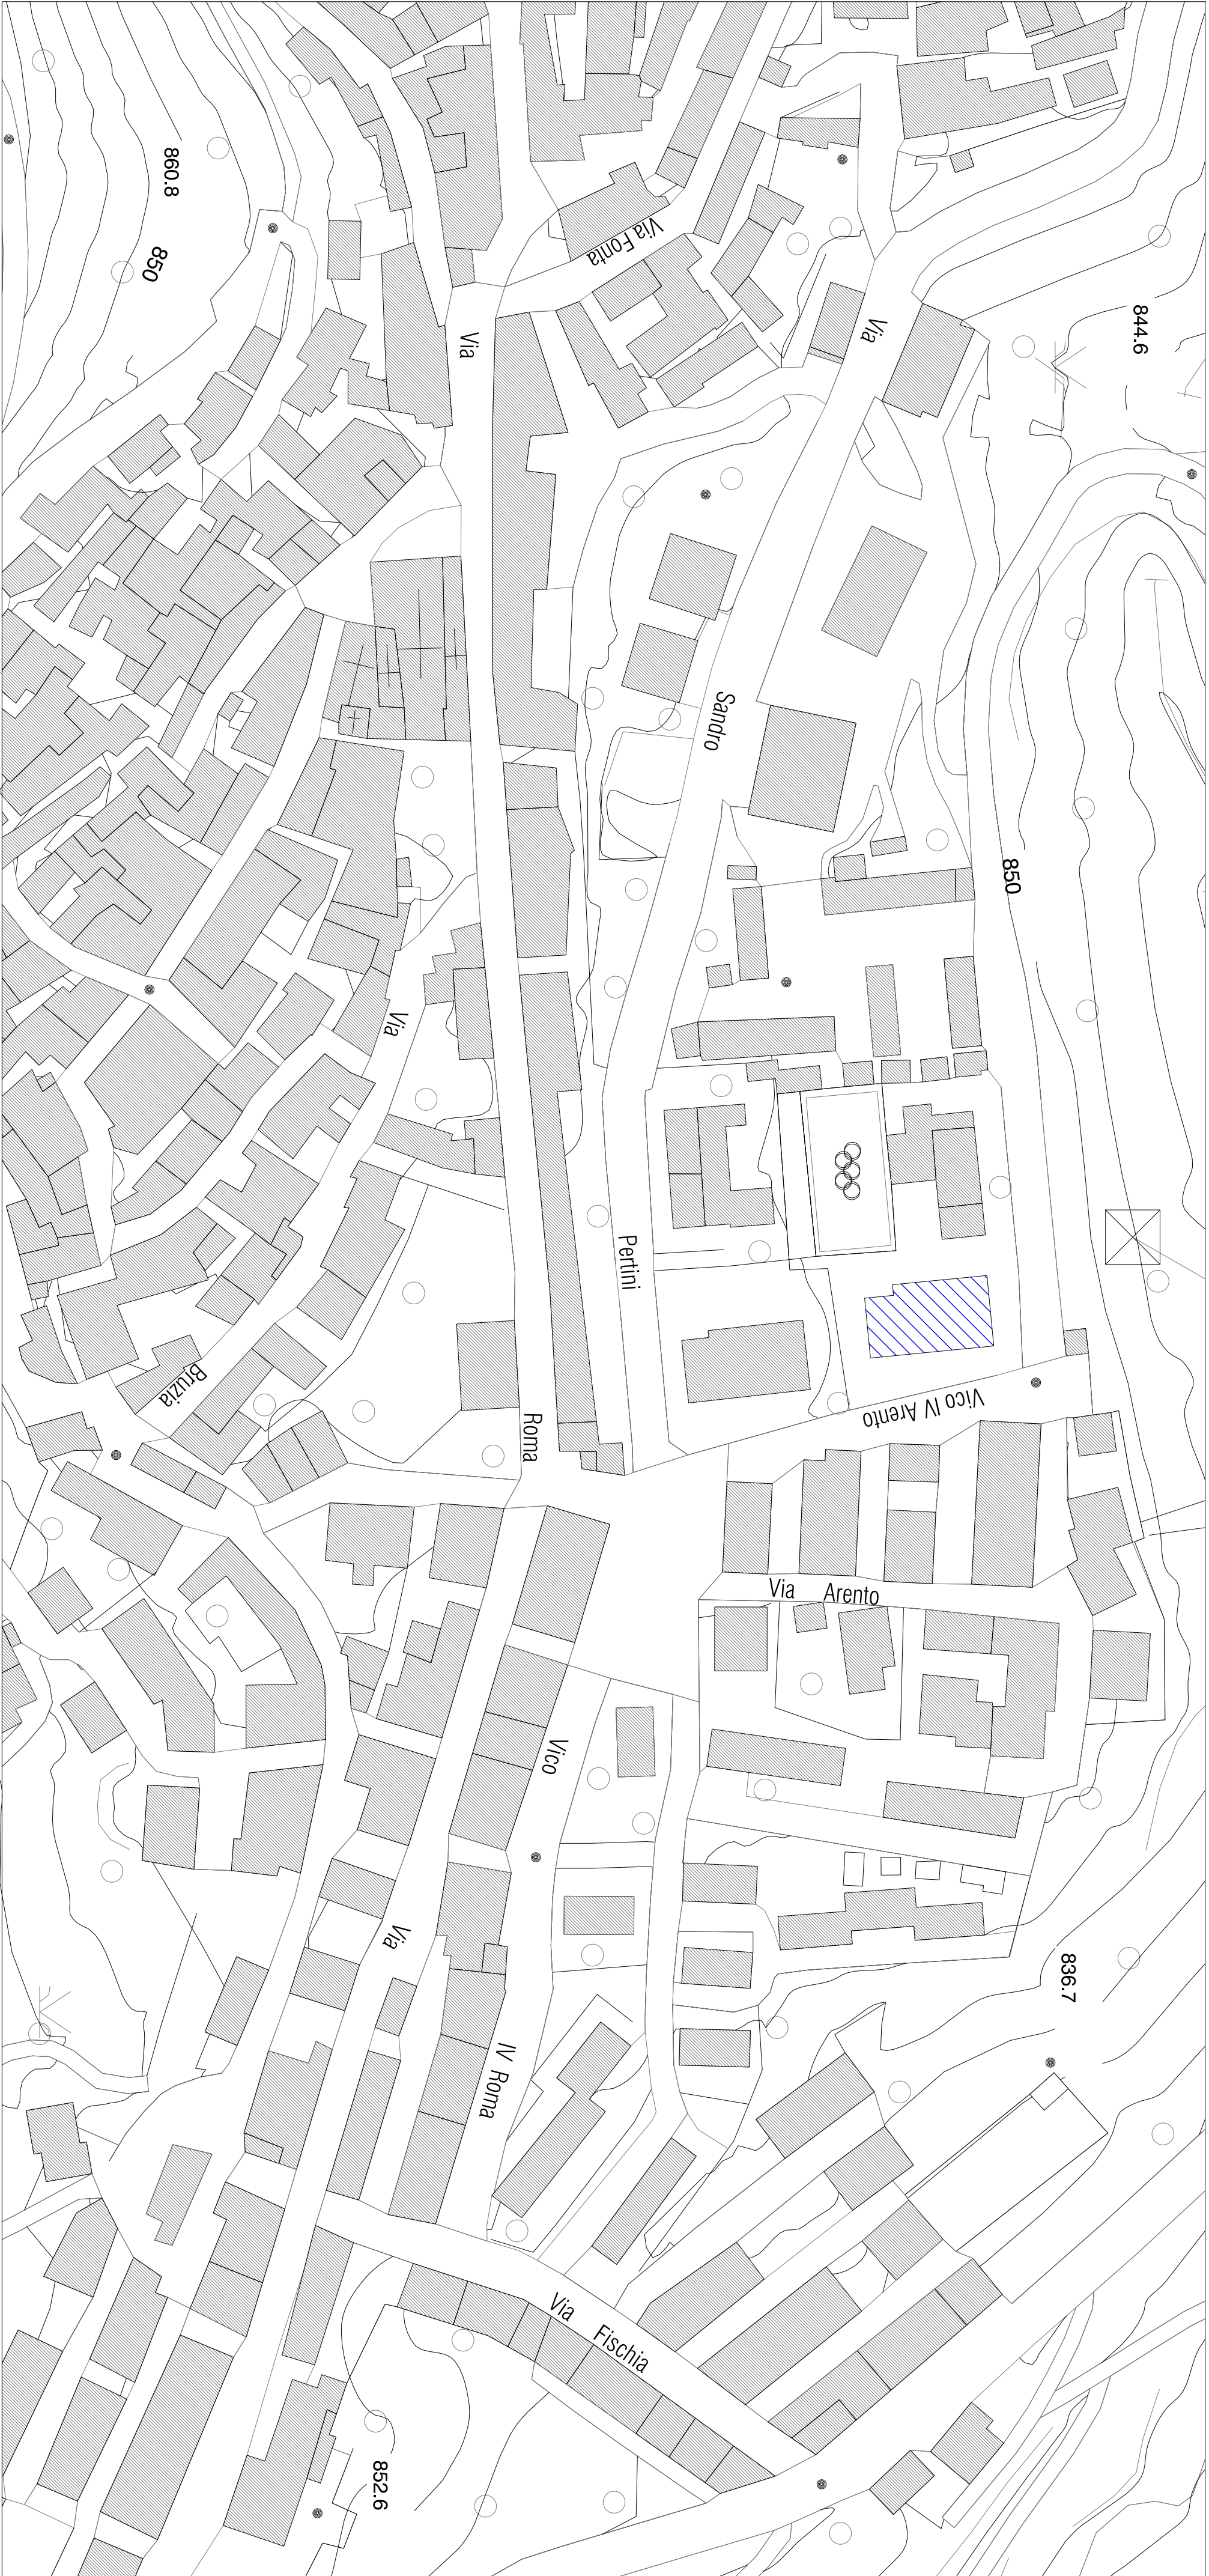 860.8
850
Via Fonta
Via
Via
844.6
Sandro
850
Via
Pertini
Bruzia
Vico IV Arento
Roma
Via Arento
Vico
Via
836.7
IV Roma
Via Fischia
852.6